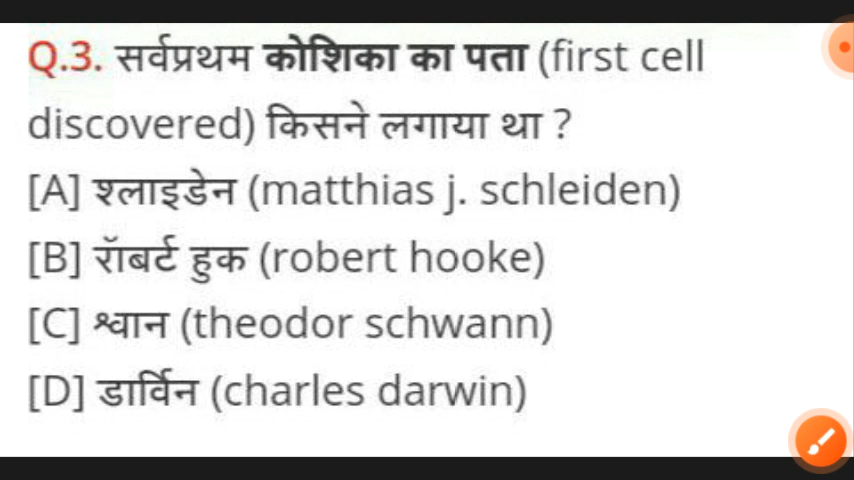 Q.3. सर्वप्रथम कोशिका का पता (first cell
discovered) किसने लगाया था ?
[A] श्लाइडेन (matthias j. schleiden)
[B] रॉबर्ट हुक (robert hooke)
[C] श्वान (theodor schwann)
[D] डार्विन (charles darwin)